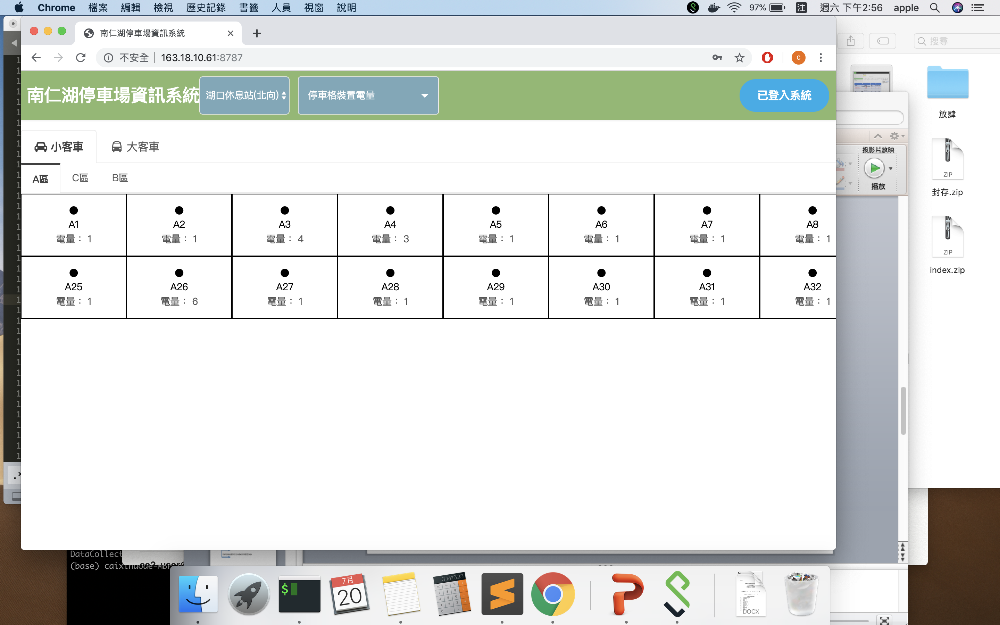 Chrome 檔案 編輯 檢視 歷史記錄 書籤 人員 視窗 說明 97% 注 週六 下午2:56 apple
南仁湖停車場資訊系統
不安全 163.18.10.61:8787 C
搜尋
南仁湖停車場資訊系統 湖口休息站(北向) 停車格裝置電量 已登入系統
放肆
小客車 大客車
投影片放映
播放
ZIP
封存.zip
A區 C區 B區
A1 A2 A3 A4 A5 A6 A7 A8
電量： 1 電量： 1 電量： 4 電量： 3 電量： 1 電量： 1 電量： 1 電量： 1
ZIP
index.zip
A25 A26 A27 A28 A29 A30 A31 A32
電量： 1 電量： 6 電量： 1 電量： 1 電量： 1 電量： 1 電量： 1 電量： 1
DataCollect
(base)
7月
20
3.141593
$
DOCX